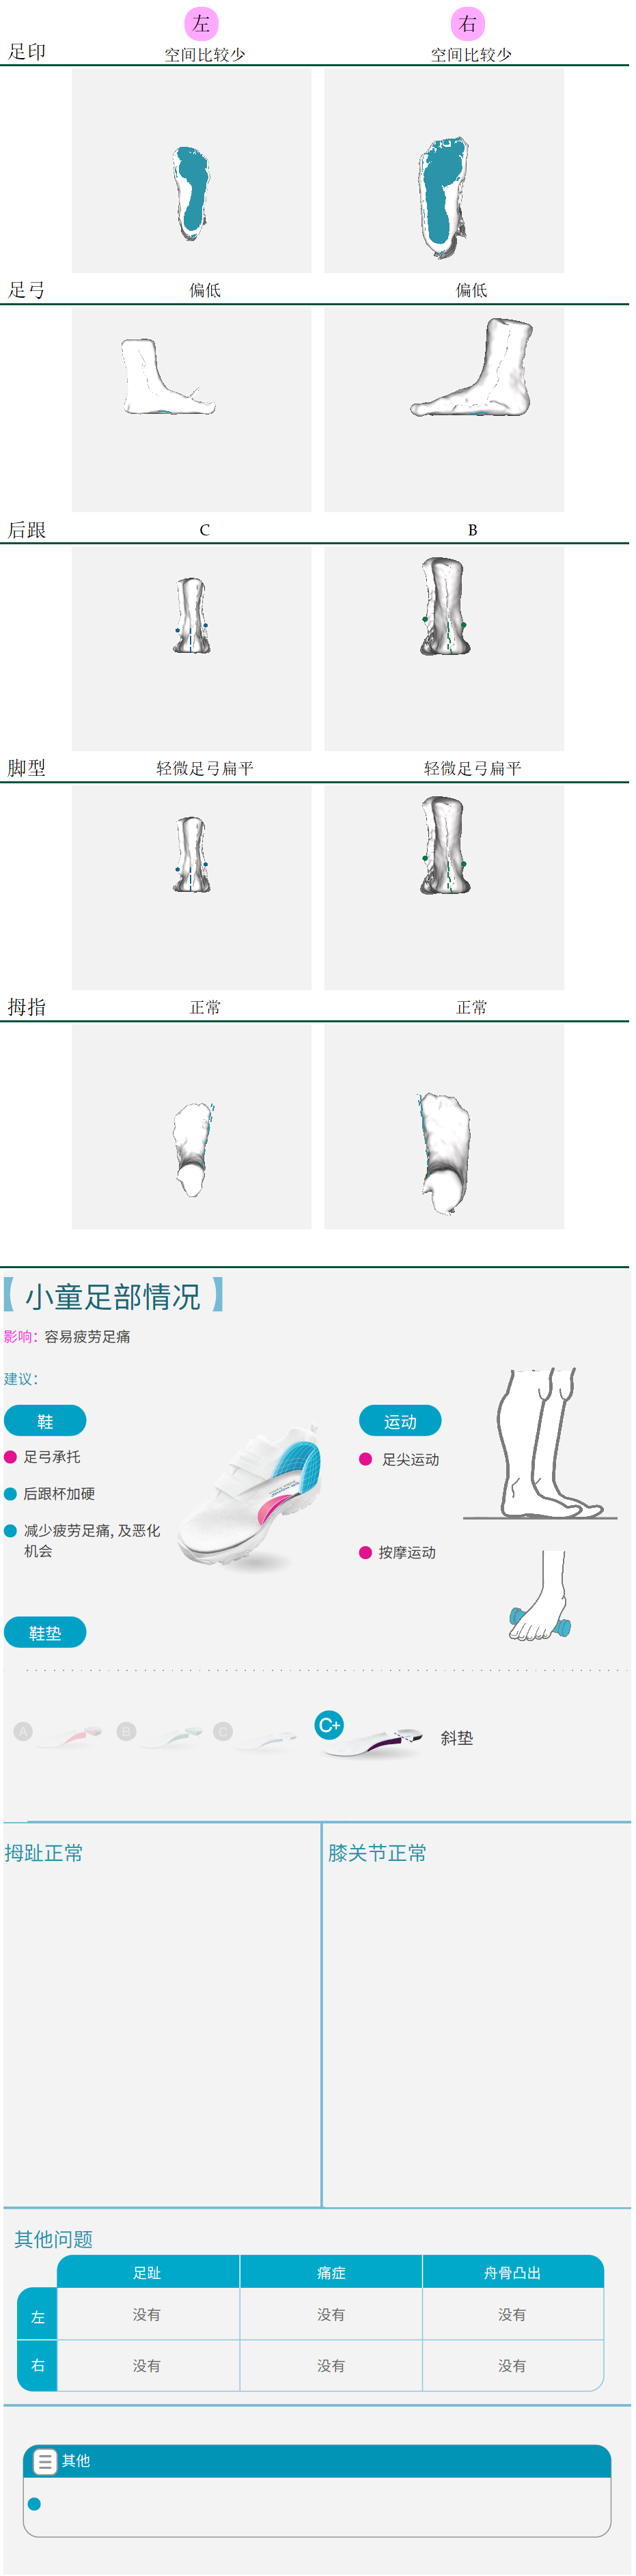 左 右
足印 空间比较少 空间比较少
足弓 偏低 偏低
后跟 C B
脚型 轻微足弓扁平 轻微足弓扁平
拇指 正常 正常
【小童足部情况】
影响: 容易疲劳足痛
建议:
鞋 运动
足弓承托 足尖运动
后跟杯加硬
减少疲劳足痛, 及恶化
机会
按摩运动
鞋垫
A B C C+ 斜垫
拇趾正常 膝关节正常
其他问题
足趾 痛症 舟骨凸出
左 没有 没有 没有
右 没有 没有 没有
其他